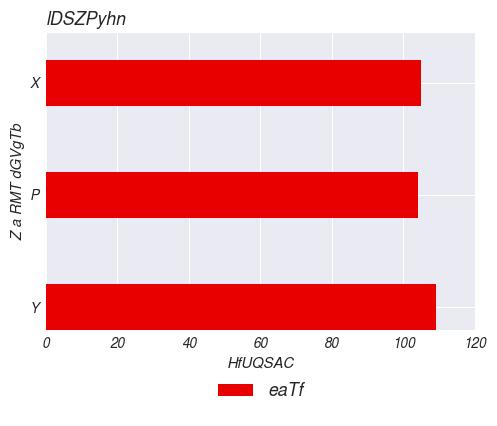 lDSZPyhn
Z a RMT dGVgTb
X
P
Y
0 20 40 60 80 100 120
HfUQSAC
eaTf